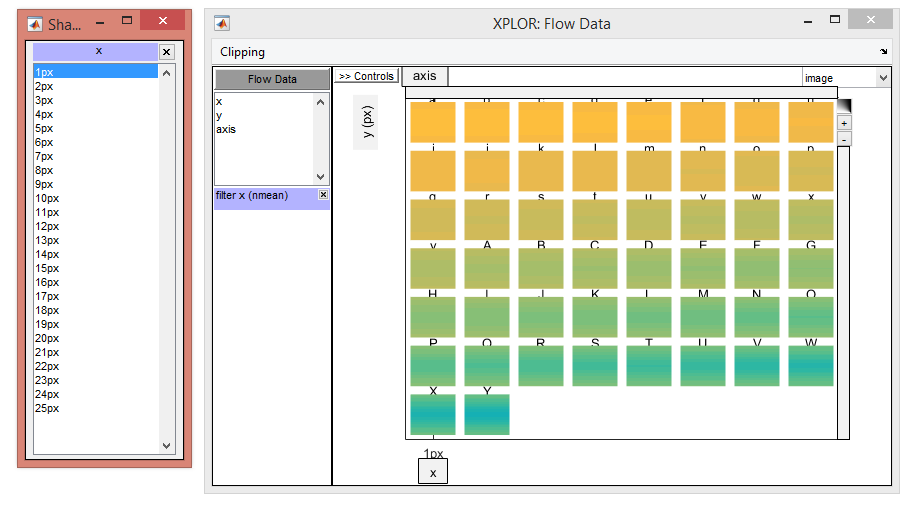 Sha...
x
1px
2px
3px
4px
5px
6px
7px
8px
9px
10px
11px
12px
13px
14px
15px
16px
17px
18px
19px
20px
21px
22px
23px
24px
25px
XPLOR: Flow Data
Clipping
Flow Data
x
y
axis
filter x (nmean)
>> Controls
axis
image
y (px)
+
-
i j k l m n o p
q r s t u v w x
y A B C D E F G
H I J K L M N O
P Q R S T U V W
X Y
1px
x